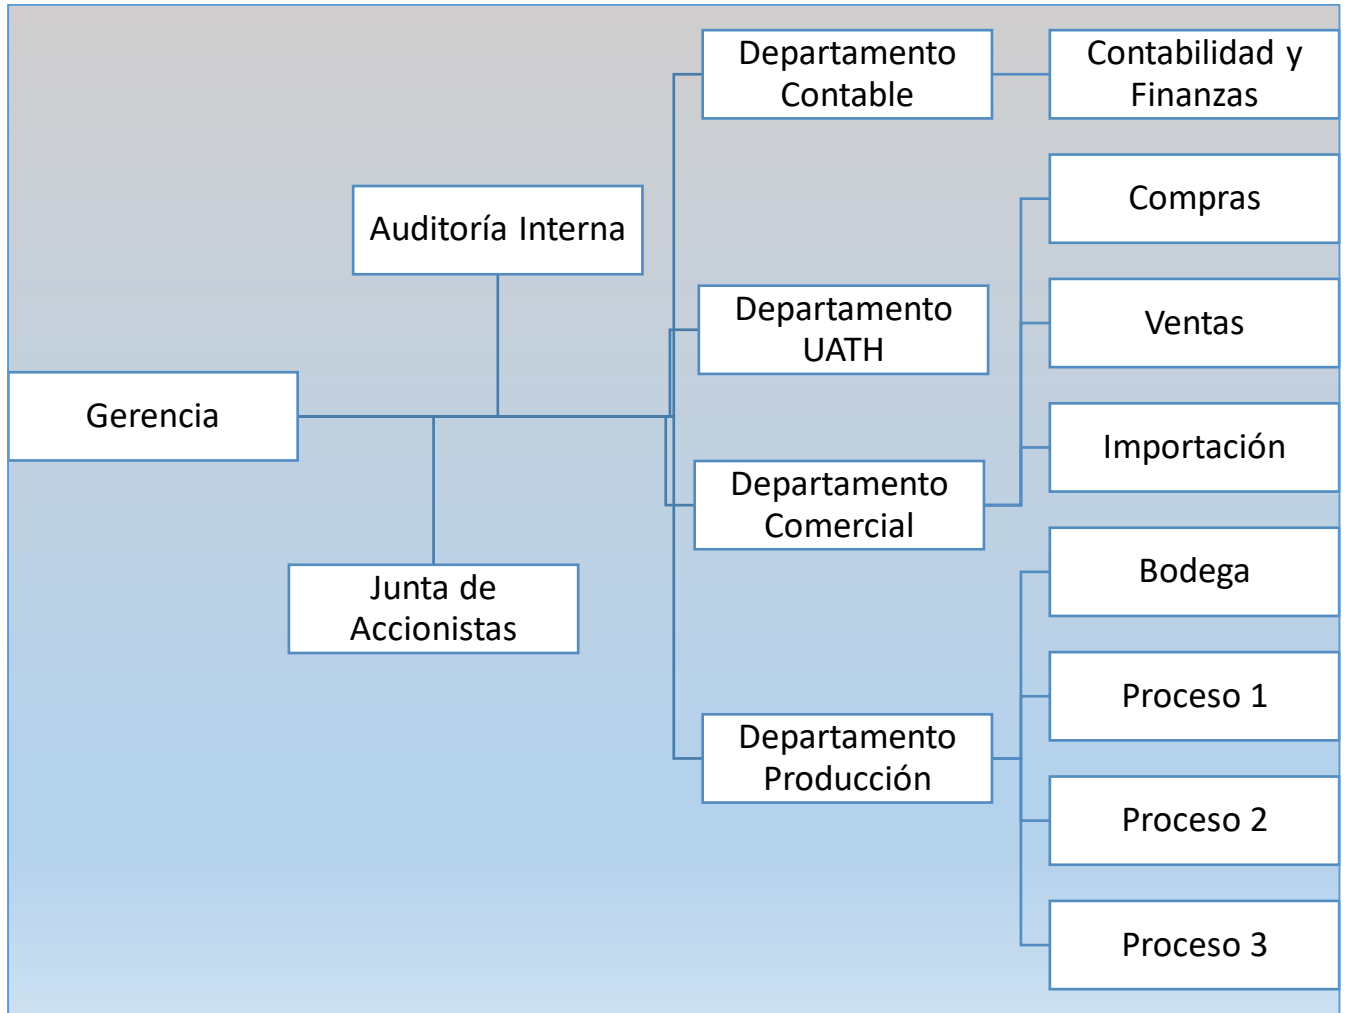 Gerencia
Auditoría Interna
Junta de
Accionistas
Departamento
Contable
Departamento
UATH
Departamento
Comercial
Departamento
Producción
Contabilidad y
Finanzas
Compras
Ventas
Importación
Bodega
Proceso 1
Proceso 2
Proceso 3